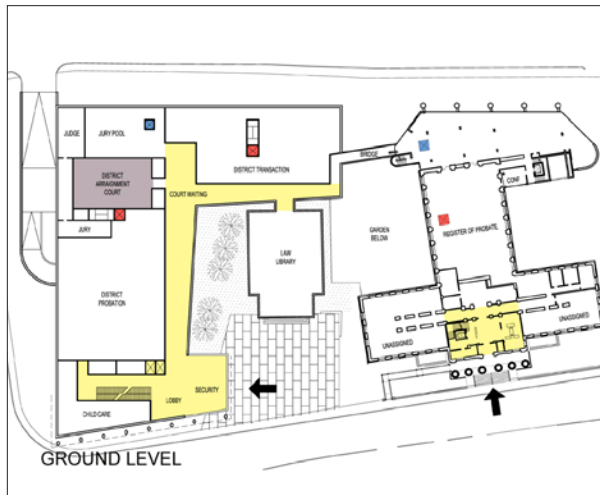 JUDGE
JURY POOL
DISTRICT
ARRAIGNMENT
COURT
JURY
DISTRICT
PROBATION
CHILD CARE
LOBBY
SECURITY
COURT WAITING
DISTRICT TRANSACTION
LAW
LIBRARY
BRIDGE
GARDEN
BELOW
CONF
REGISTER OF PROBATE
UNASSIGNED
UNASSIGNED
GROUND LEVEL